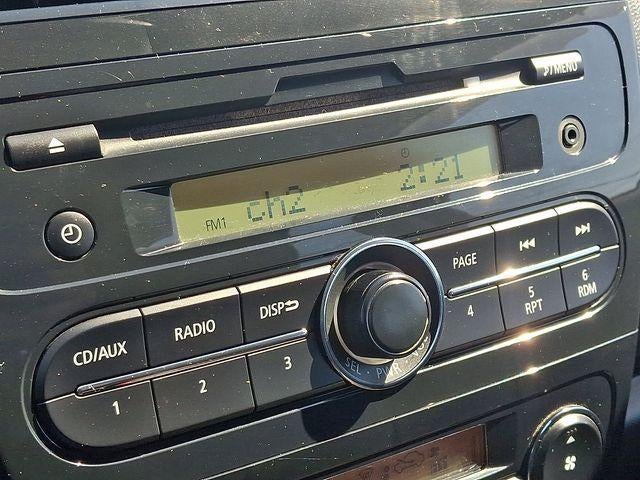 ♪/MENU
FM1 ch2 2:21
CD/AUX RADIO DISP PAGE
1 2 3 4 5 RPT 6 RDM
SEL · PWR · VOL